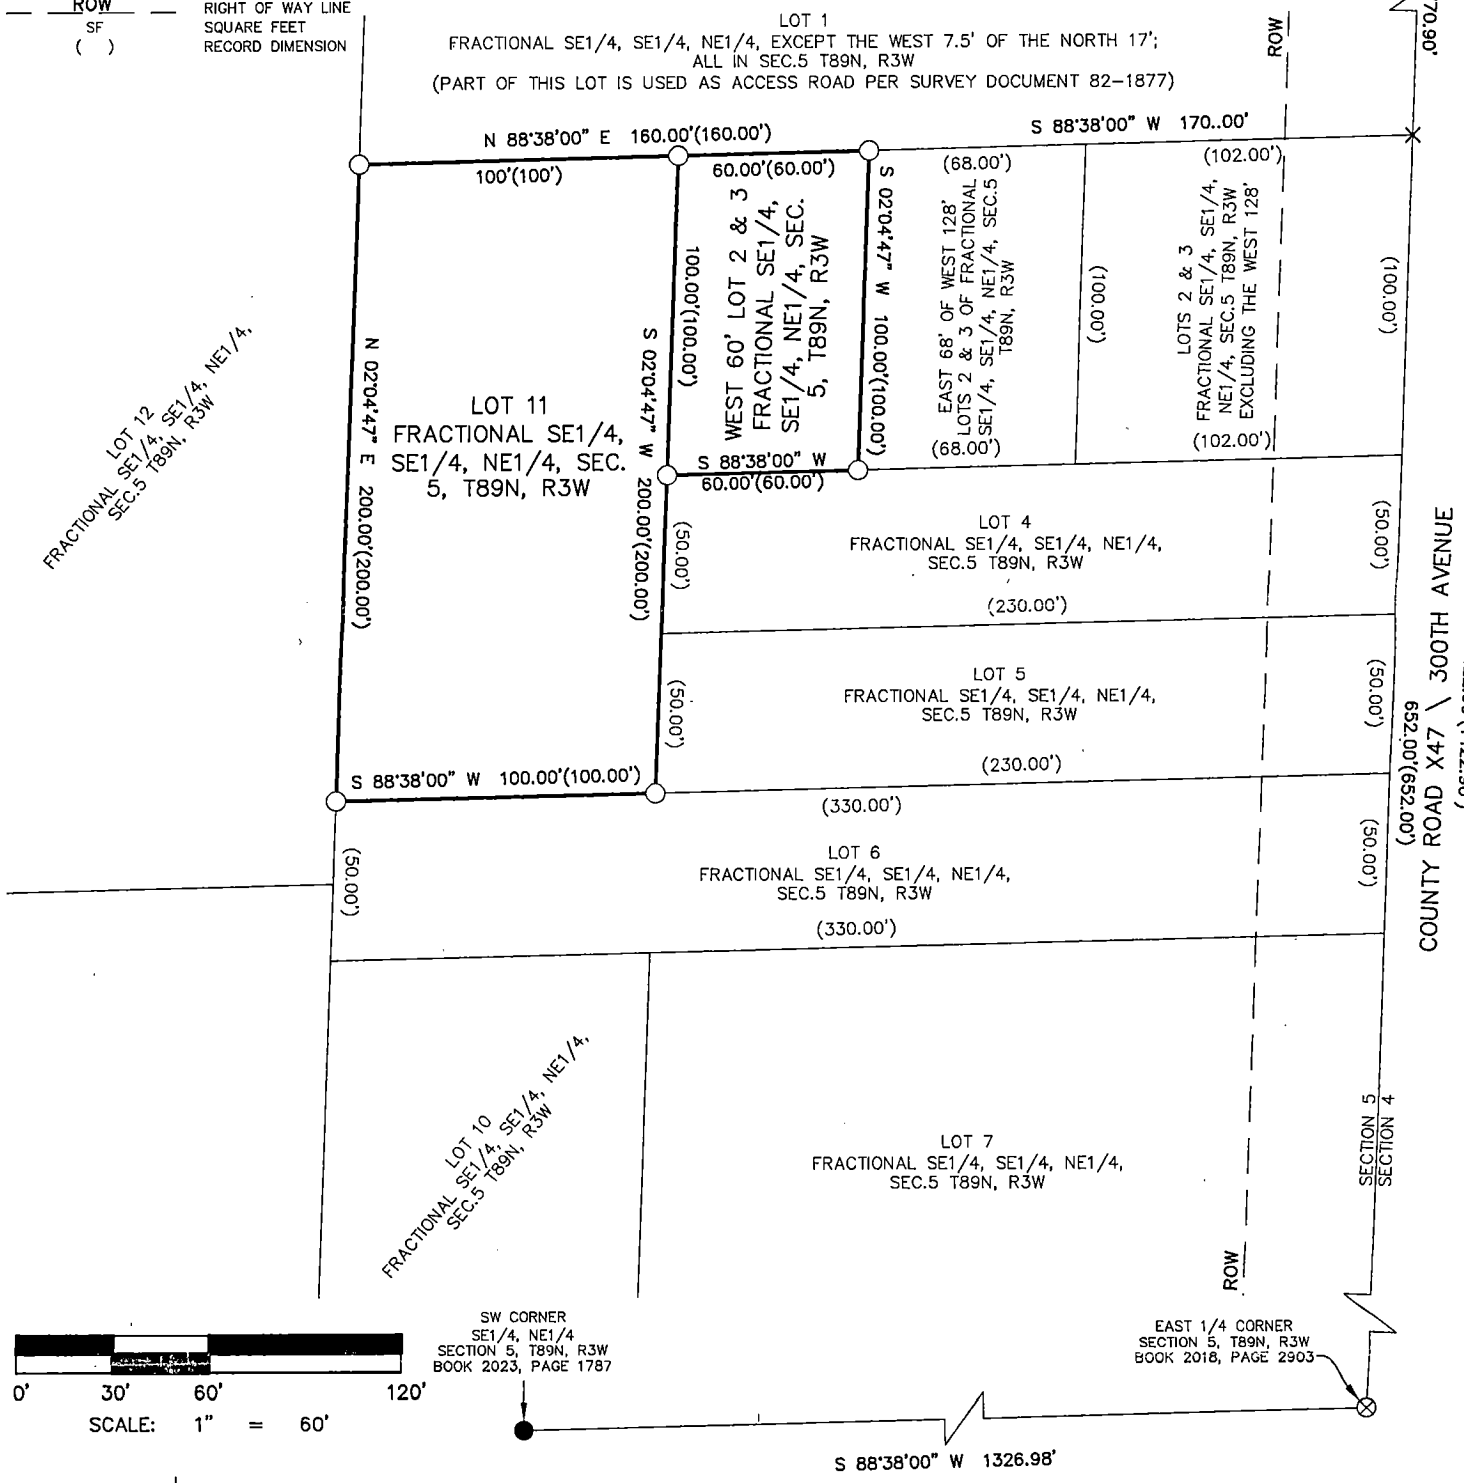 ROW
RIGHT OF WAY LINE
SF
SQUARE FEET
( )
RECORD DIMENSION
LOT 1
FRACTIONAL SE1/4, SE1/4, NE1/4, EXCEPT THE WEST 7.5' OF THE NORTH 17';
ALL IN SEC.5 T89N, R3W
(PART OF THIS LOT IS USED AS ACCESS ROAD PER SURVEY DOCUMENT 82-1877)
ROW
70.90'
N 88°38'00" E 160.00'(160.00')
S 88°38'00" W 170..00'
100'(100')
60.00'(60.00')
(68.00')
(102.00')
LOT 12
FRACTIONAL SE1/4, SE1/4, NE1/4,
SEC.5 T89N, R3W
N 02°04'47" E 200.00'(200.00')
LOT 11
FRACTIONAL SE1/4,
SE1/4, NE1/4, SEC.
5, T89N, R3W
S 02°04'47" W 200.00'(200.00')
100.00'(100.00')
WEST 60' LOT 2 & 3
FRACTIONAL SE1/4,
SE1/4, NE1/4, SEC.
5, T89N, R3W
S 02°04'47" W 100.00'(100.00')
EAST 68' OF WEST 128'
LOTS 2 & 3 OF FRACTIONAL
SE1/4, SE1/4, NE1/4, SEC.5
T89N, R3W
(100.00')
LOTS 2 & 3
FRACTIONAL SE1/4, SE1/4,
NE1/4, SEC.5 T89N, R3W
EXCLUDING THE WEST 128'
(100.00')
(68.00')
(102.00')
S 88°38'00" W
60.00'(60.00')
(50.00')
LOT 4
FRACTIONAL SE1/4, SE1/4, NE1/4,
SEC.5 T89N, R3W
(230.00')
(50.00')
(50.00')
LOT 5
FRACTIONAL SE1/4, SE1/4, NE1/4,
SEC.5 T89N, R3W
(230.00')
(50.00')
652.00'(652.00')
COUNTY ROAD X47 \ 300TH AVENUE
S 88°38'00" W 100.00'(100.00')
(330.00')
(50.00')
LOT 6
FRACTIONAL SE1/4, SE1/4, NE1/4,
SEC.5 T89N, R3W
(330.00')
(50.00')
LOT 10
FRACTIONAL SE1/4, SE1/4, NE1/4,
SEC.5 T89N, R3W
LOT 7
FRACTIONAL SE1/4, SE1/4, NE1/4,
SEC.5 T89N, R3W
SECTION 5
SECTION 4
ROW
SW CORNER
SE1/4, NE1/4
SECTION 5, T89N, R3W
BOOK 2023, PAGE 1787
EAST 1/4 CORNER
SECTION 5, T89N, R3W
BOOK 2018, PAGE 2903
0' 30' 60' 120'
SCALE: 1" = 60'
S 88°38'00" W 1326.98'